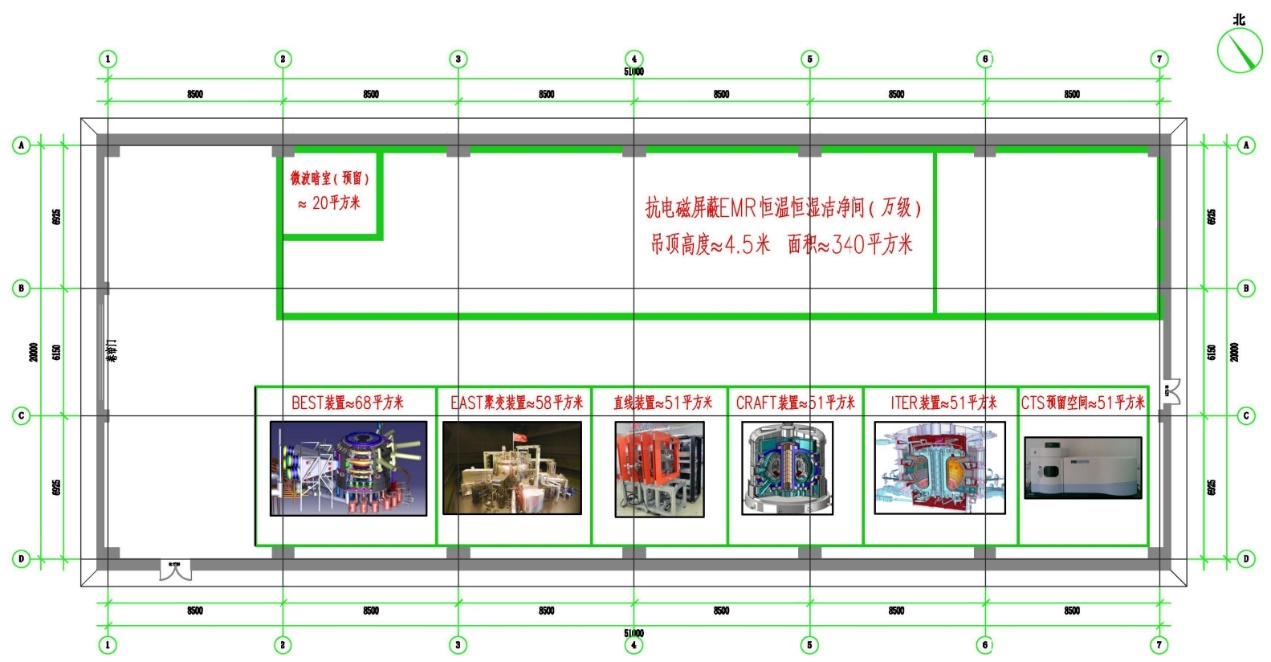 北
1 2 3 4 5 6 7
51000
8500 8500 8500 8500 8500 8500
A A
微波暗室(预留)
≈ 20平方米
抗电磁屏蔽EMR恒温恒湿洁净间(万级)
吊顶高度≈4.5米 面积≈340平方米
6925 6925
B B
卷帘门
20000 6150 6150 20000
BEST装置≈68平方米 EAST聚变装置≈58平方米 直线装置≈51平方米 CRAFT装置≈51平方米 ITER装置≈51平方米 CTS预留空间≈51平方米
C C
6925 6925
D D
8500 8500 8500 8500 8500 8500
51000
1 2 3 4 5 6 7